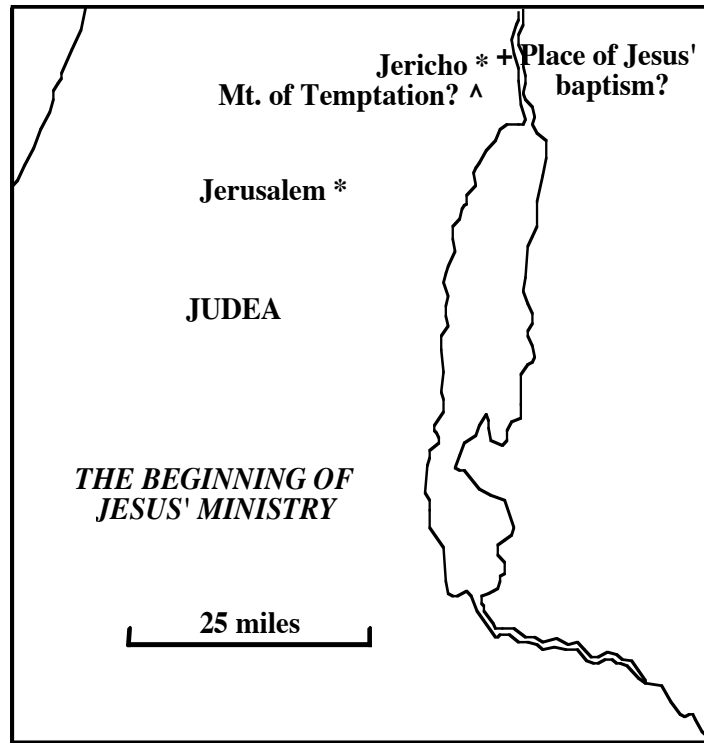 Jericho * + Place of Jesus'
baptism?
Mt. of Temptation? ^
Jerusalem *
JUDEA
THE BEGINNING OF
JESUS' MINISTRY
25 miles